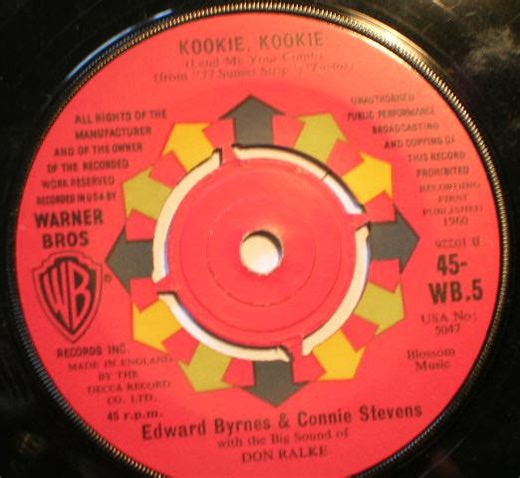 KOOKIE, KOOKIE
(Lend Me Your Comb)
(from "77 Sunset Strip"
ALL RIGHTS OF THE
MANUFACTURER
AND OF THE OWNER
OF THE RECORDED
WORK RESERVED
RECORDED IN U.S.A. BY
WARNER
BROS
WB
RECORDS INC.
MADE IN ENGLAND
BY THE
DECCA RECORD
CO. LTD.
45 r.p.m.
UNAUTHORISED
PUBLIC PERFORMANCE
BROADCASTING
AND COPYING OF
THIS RECORD
PROHIBITED
RECORDING
FIRST
PUBLISHED
1960
45-
WB.5
USA No:
5047
Blossom
Music
Edward Byrnes & Connie Stevens
with the Big Sound of
DON RALKE